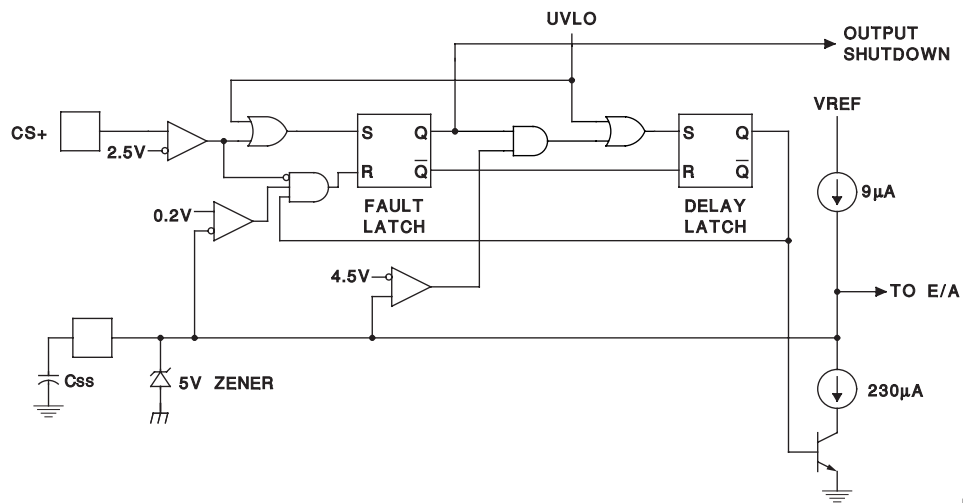 UVLO
OUTPUT
SHUTDOWN
VREF
CS+
2.5V
S
Q
R
Q
FAULT
LATCH
S
Q
R
Q
DELAY
LATCH
9µA
0.2V
4.5V
TO E/A
Css
5V ZENER
230µA